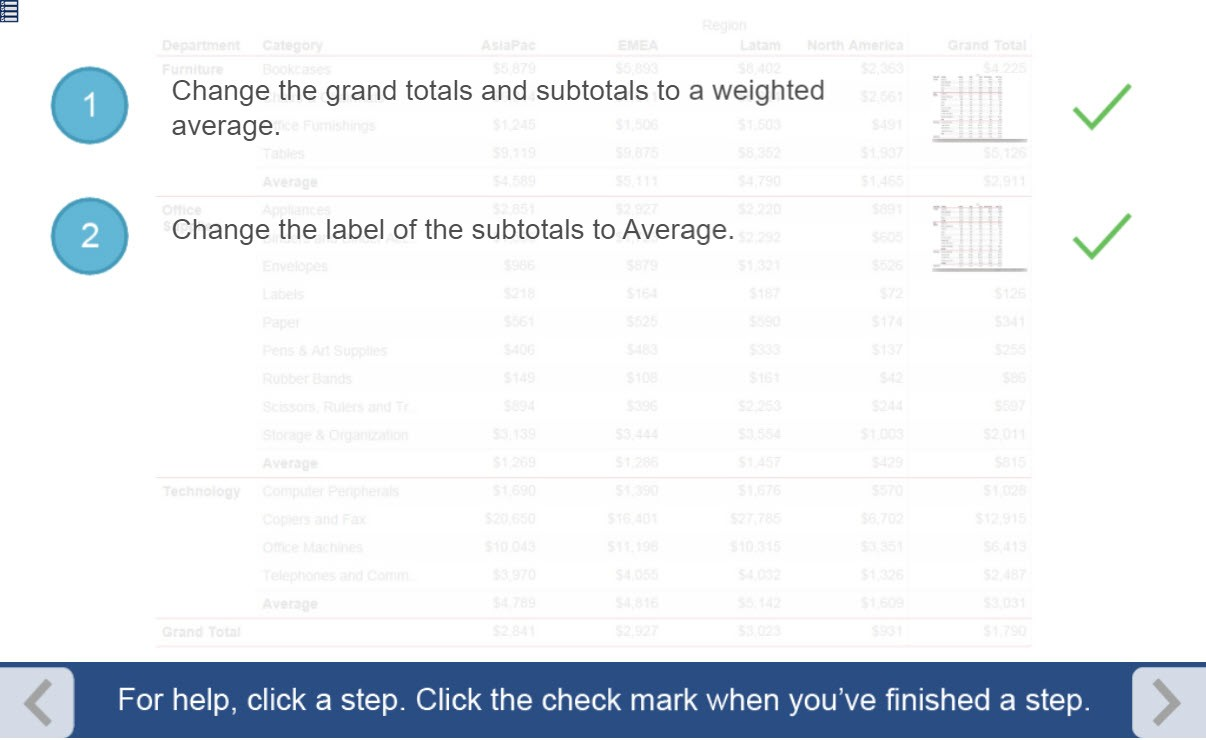 Region
Department Category AsiaPac EMEA Latam North America Grand Total
Furniture Bookcases $5,879 $5,893 $8,402 $2,363 $4,225
1
Change the grand totals and subtotals to a weighted
$2,561
average.
Office Furnishings $1,245 $1,506 $1,503 $491
Tables $9,119 $9,875 $8,352 $1,937 $5,126
Average $4,589 $5,111 $4,790 $1,465 $2,911
Office Appliances $2,851 $2,927 $2,220 $891
2
Change the label of the subtotals to Average.
$2,292 $605
Envelopes $986 $879 $1,321 $526
Labels $218 $164 $187 $72 $126
Paper $561 $525 $590 $174 $341
Pens & Art Supplies $406 $483 $333 $137 $255
Rubber Bands $149 $108 $161 $42 $86
Scissors, Rulers and Tr.. $894 $396 $2,253 $244 $597
Storage & Organization $3,139 $3,444 $3,554 $1,003 $2,011
Average $1,269 $1,286 $1,457 $429 $815
Technology Computer Peripherals $1,690 $1,390 $1,676 $570 $1,028
Copiers and Fax $20,650 $16,401 $27,785 $6,702 $12,915
Office Machines $10,043 $11,196 $10,315 $3,351 $6,413
Telephones and Comm.. $3,970 $4,055 $4,032 $1,326 $2,487
Average $4,789 $4,816 $5,142 $1,609 $3,031
Grand Total $2,841 $2,927 $3,023 $931 $1,790
For help, click a step. Click the check mark when you’ve finished a step.